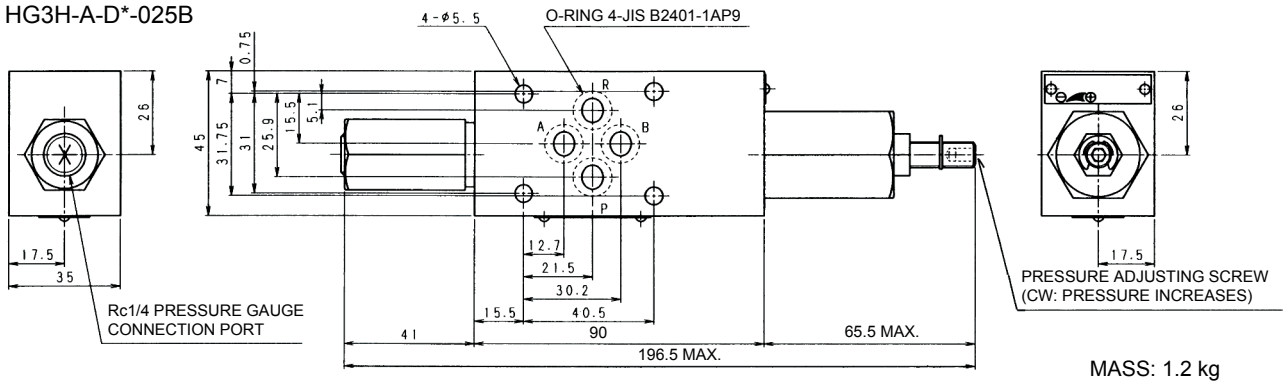 HG3H-A-D*-025B
4-φ5.5
O-RING 4-JIS B2401-1AP9
0.75
7
26
45
31.75
31
25.9
15.5
5.1
R
A
B
P
26
12.7
21.5
30.2
17.5
35
15.5
40.5
41
90
65.5 MAX.
196.5 MAX.
17.5
Rc1/4 PRESSURE GAUGE
CONNECTION PORT
PRESSURE ADJUSTING SCREW
(CW: PRESSURE INCREASES)
MASS: 1.2 kg